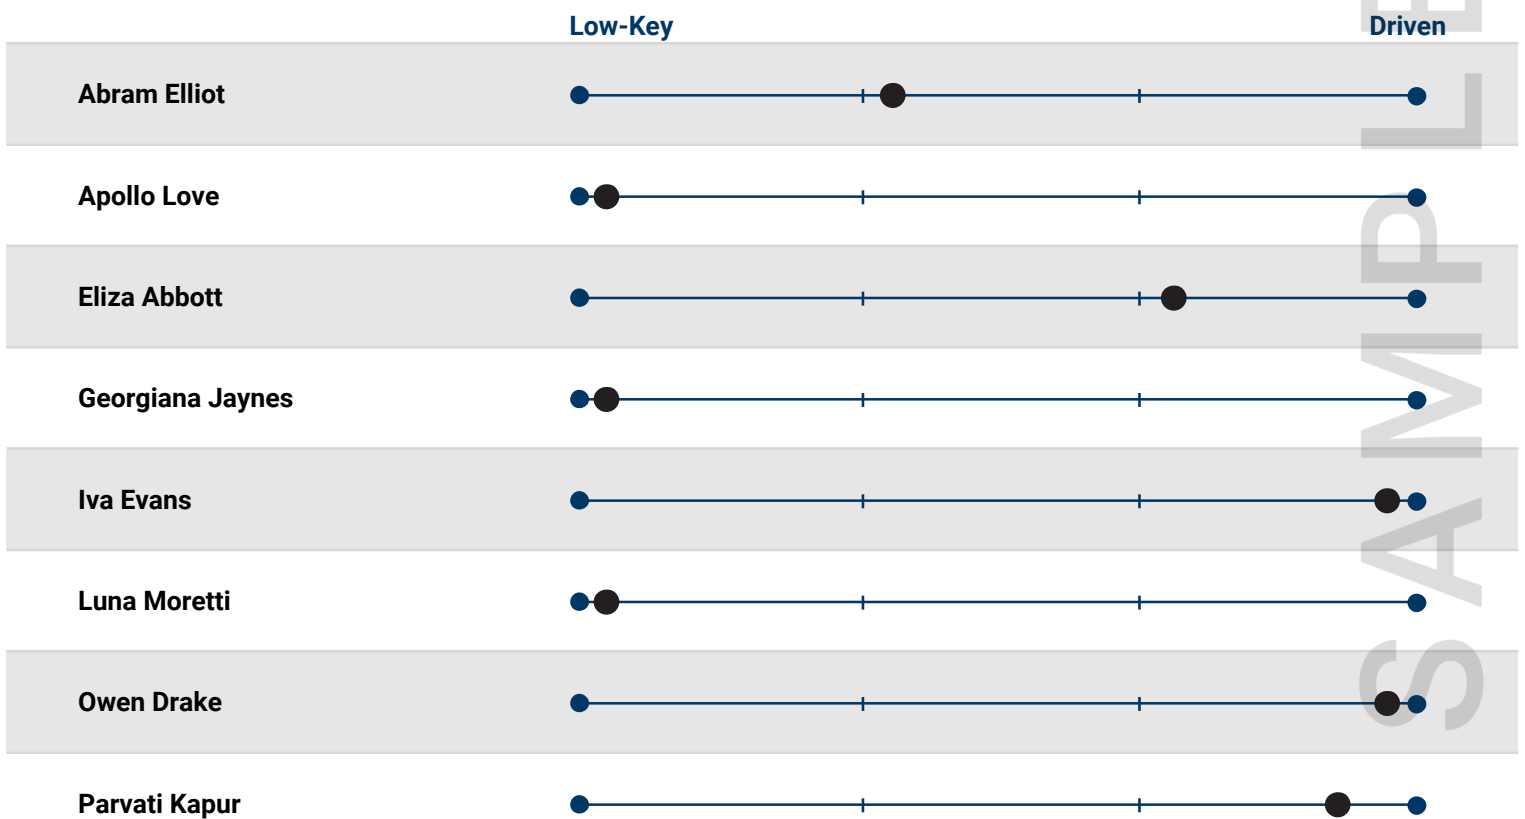 Low-Key Driven
Abram Elliot
Apollo Love
Eliza Abbott
Georgiana Jaynes
Iva Evans
Luna Moretti
Owen Drake
Parvati Kapur
SAMPLE